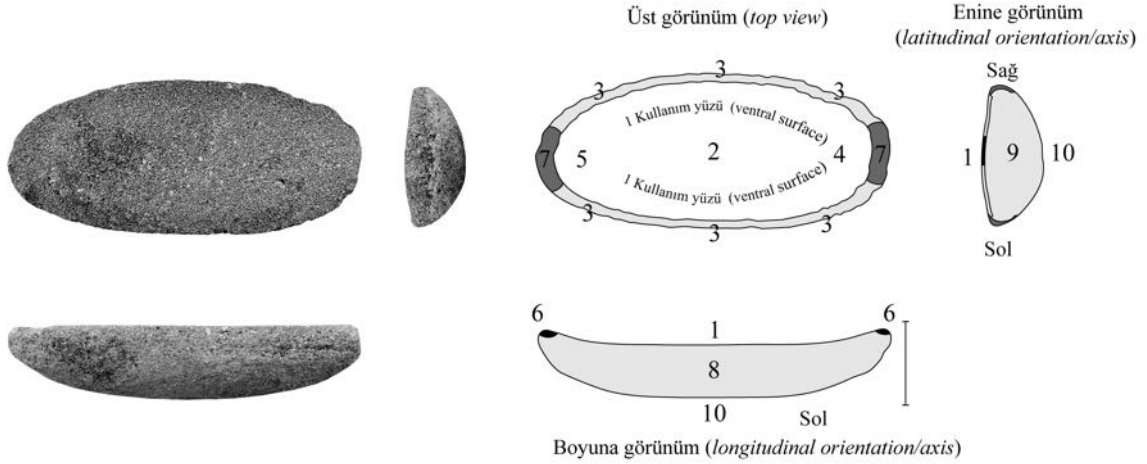 Üst görünüm (top view)
Enine görünüm
(latitudinal orientation/axis)
Sağ
3
3
3
1 Kullanım yüzü (ventral surface)
7
5
2
4
7
1
9
10
1 Kullanım yüzü (ventral surface)
3
3
3
Sol
6
6
1
8
10
Sol
Boyuna görünüm (longitudinal orientation/axis)